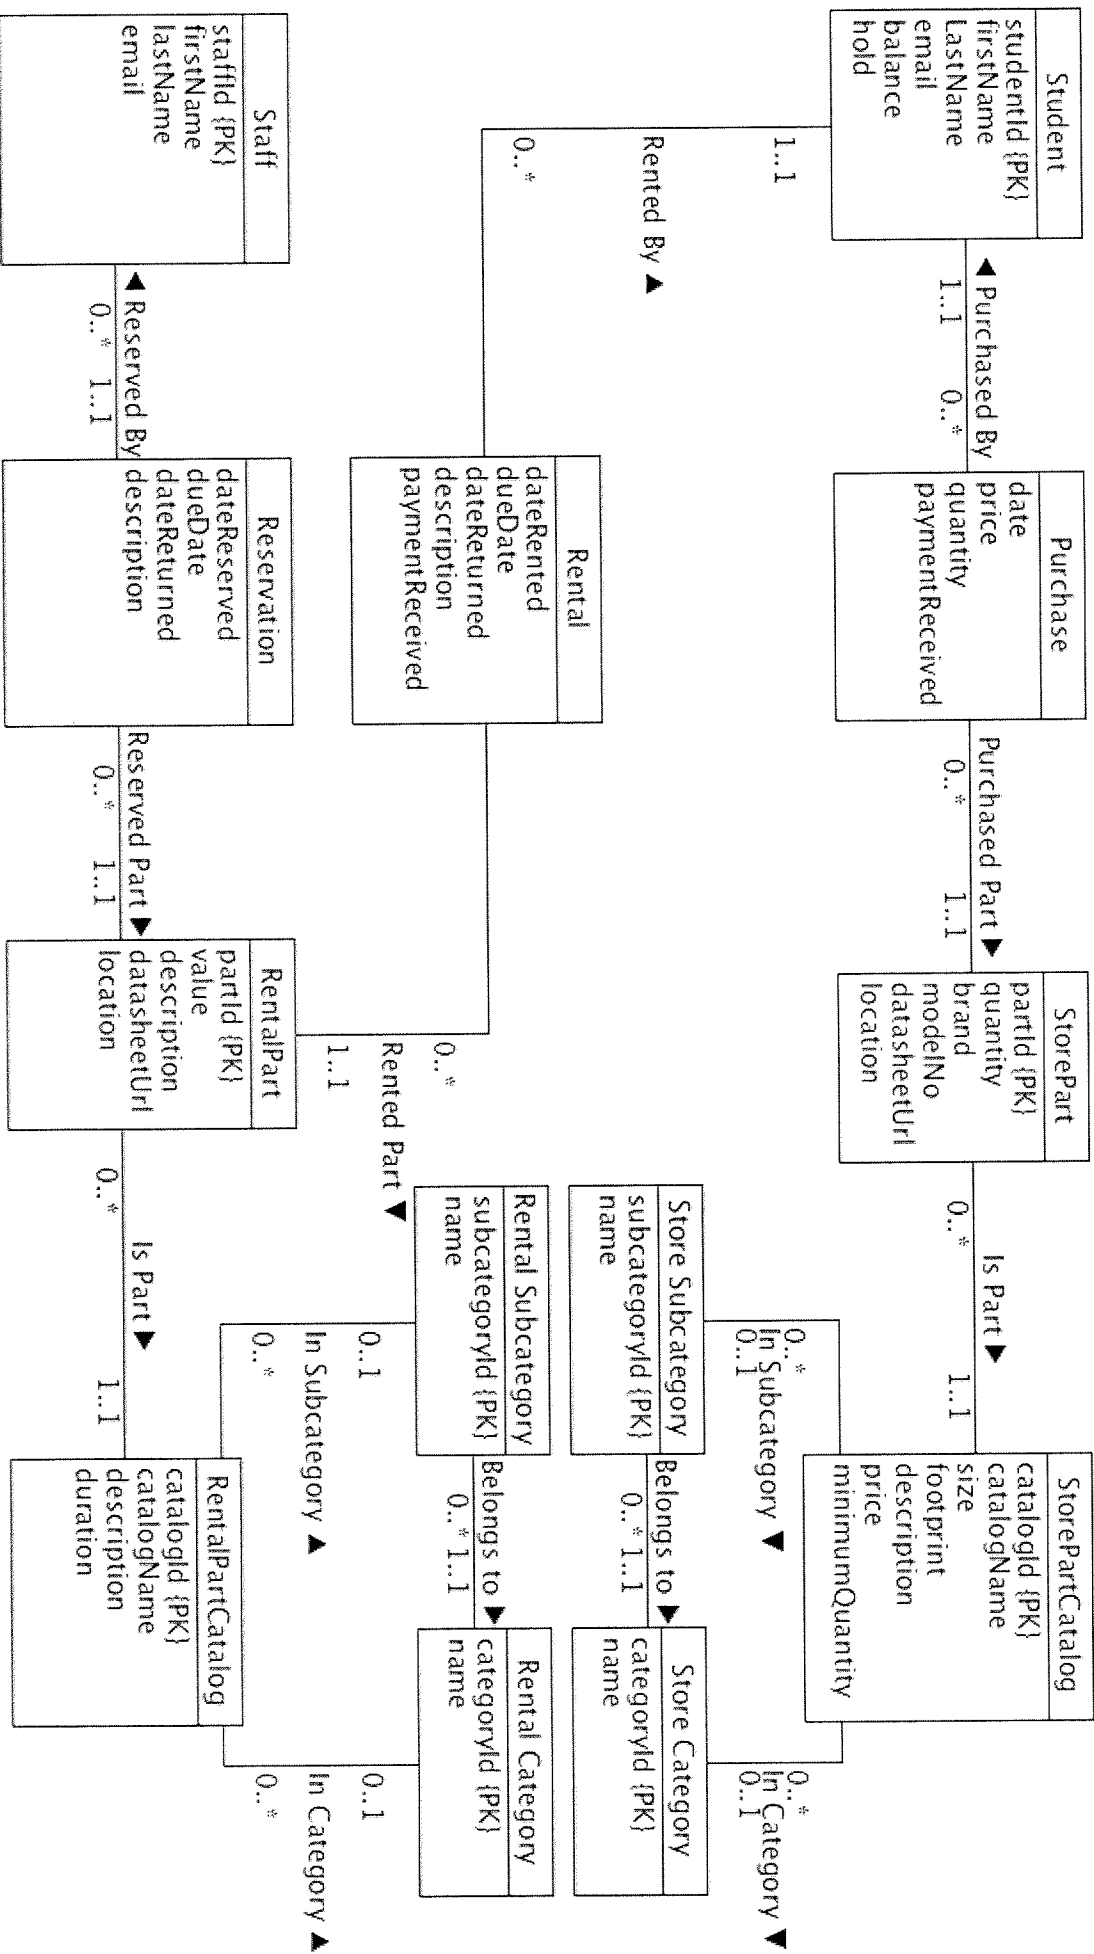 Student
studentId {PK}
firstName
LastName
email
balance
hold
◀ Purchased By
1..1
0..*
Purchase
date
price
quantity
paymentReceived
Purchased Part ▶
0..*
1..1
StorePart
partId {PK}
quantity
brand
modelNo
datasheetUrl
location
Is Part ▶
0..*
1..1
StorePartCatalog
catalogId {PK}
catalogName
size
footprint
description
price
minimumQuantity
1..1
Rented By ▲
0..*
0..*
In Subcategory ▼
0..1
0..*
In Category ▼
0..1
Store Subcategory
subcategoryId {PK}
name
Belongs to ▶
0..* 1..1
Store Category
categoryId {PK}
name
Rental
dateRented
dueDate
dateReturned
description
paymentReceived
0..*
Rented Part ▼
1..1
Rental Subcategory
subcategoryId {PK}
name
Belongs to ▶
0..* 1..1
Rental Category
categoryId {PK}
name
0..1
In Subcategory ▲
0..*
0..1
In Category ▲
0..*
Staff
staffId {PK}
firstName
lastName
email
◀ Reserved By
0..* 1..1
Reservation
dateReserved
dueDate
dateReturned
description
Reserved Part ▶
0..*
1..1
RentalPart
partId {PK}
value
description
datasheetUrl
location
Is Part ▶
0..*
1..1
RentalPartCatalog
catalogId {PK}
catalogName
description
duration